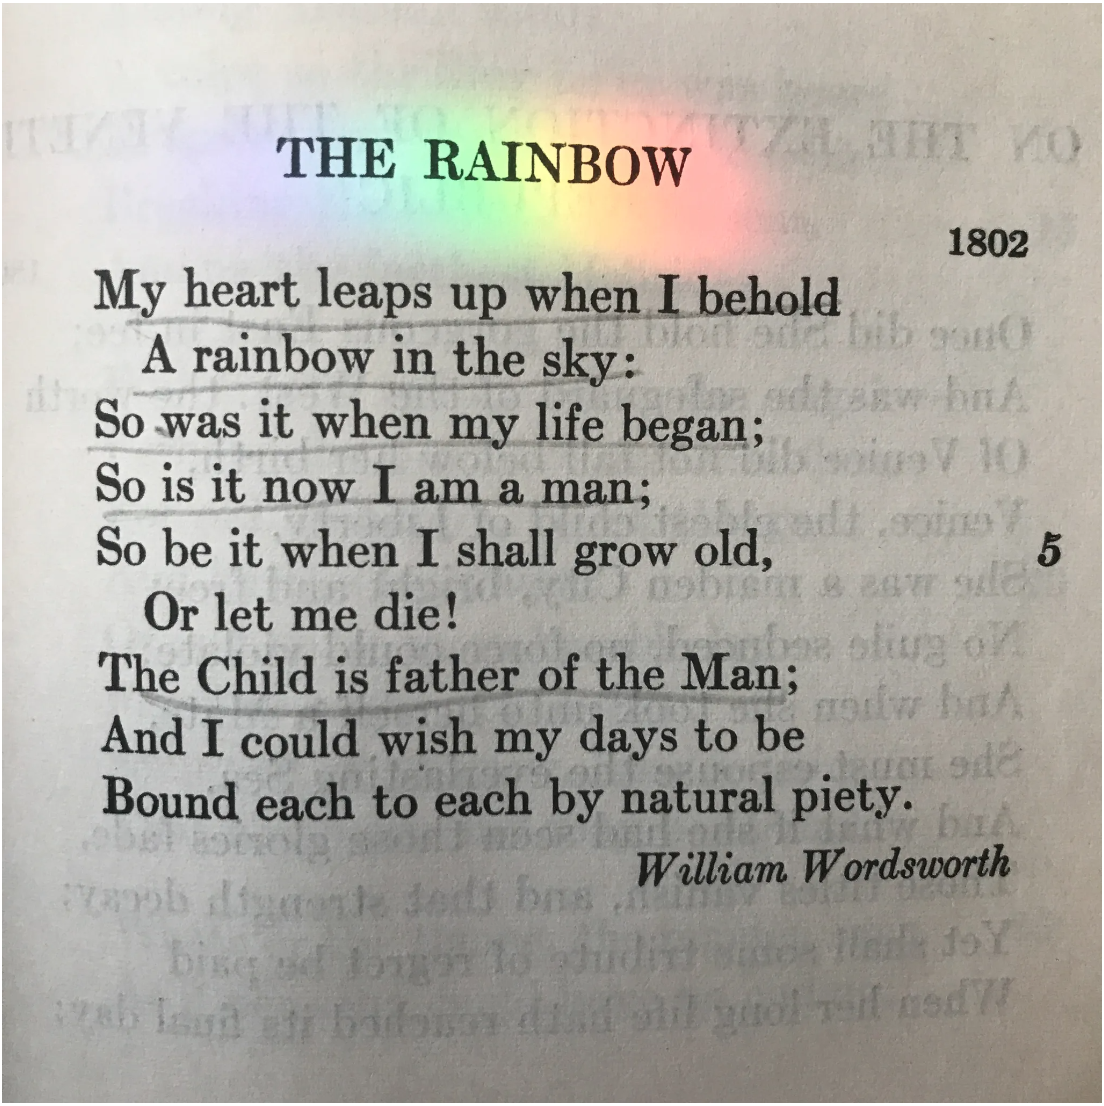 THE RAINBOW
1802
My heart leaps up when I behold
A rainbow in the sky:
So was it when my life began;
So is it now I am a man;
So be it when I shall grow old, 5
Or let me die!
The Child is father of the Man;
And I could wish my days to be
Bound each to each by natural piety.
William Wordsworth